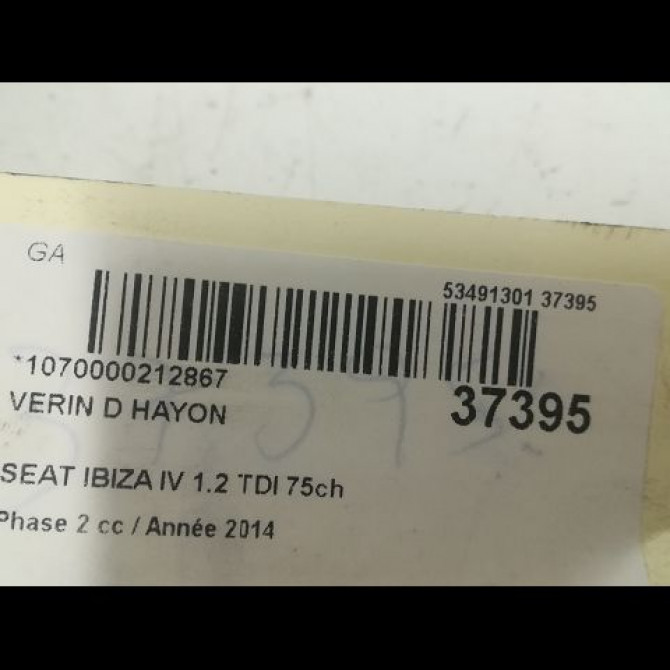 GA
53491301 37395
*1070000212867
37395
VERIN D HAYON
SEAT IBIZA IV 1.2 TDI 75ch
Phase 2 cc / Année 2014